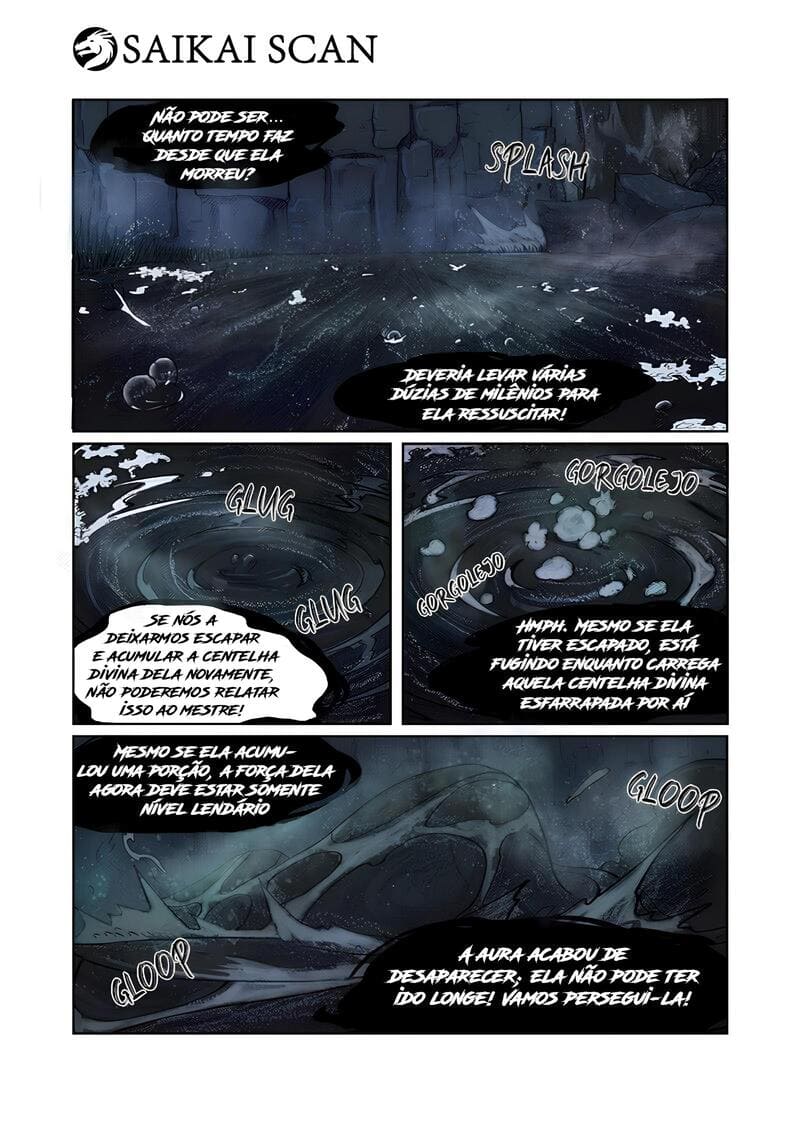 SAIKAI SCAN
NÃO PODE SER...
QUANTO TEMPO FAZ
DESDE QUE ELA
MORREU?
SPLASH
DEVERIA LEVAR VÁRIAS
DÚZIAS DE MILÊNIOS PARA
ELA RESSUSCITAR!
GLUG
GLUG
SE NÓS A
DEIXARMOS ESCAPAR
E ACUMULAR A CENTELHA
DIVINA DELA NOVAMENTE,
NÃO PODEREMOS RELATAR
ISSO AO MESTRE!
GORGOLEJO
GORGOLEJO
HMPH. MESMO SE ELA
TIVER ESCAPADO, ESTÁ
FUGINDO ENQUANTO CARREGA
AQUELA CENTELHA DIVINA
ESFARRAPADA POR AÍ
MESMO SE ELA ACUMU-
LOU UMA PORÇÃO, A FORÇA DELA
AGORA DEVE ESTAR SOMENTE
NÍVEL LENDÁRIO
GLOOP
GLOOP
A AURA ACABOU DE
DESAPARECER; ELA NÃO PODE TER
IDO LONGE! VAMOS PERSEGUI-LA!